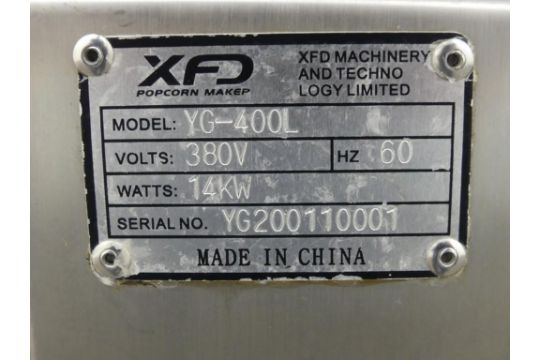 XFD
POPCORN MAKEP
XFD MACHINERY
AND TECHNO
LOGY LIMITED
MODEL: YG-400L
VOLTS: 380V HZ 60
WATTS: 14KW
SERIAL NO. YG200110001
MADE IN CHINA